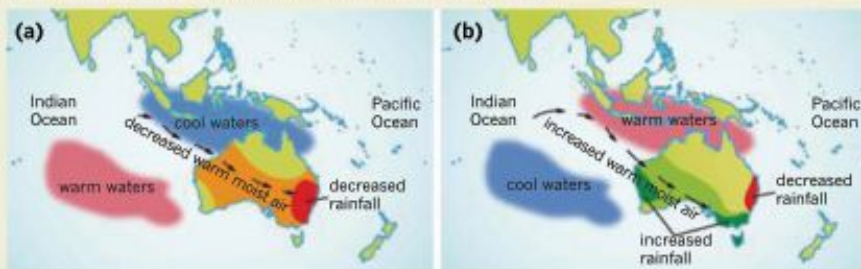 (a)
Indian
Ocean
Pacific
Ocean
cool waters
decreased warm moist air
warm waters
decreased
rainfall
(b)
Indian
Ocean
Pacific
Ocean
warm waters
increased warm moist air
cool waters
decreased
rainfall
increased
rainfall